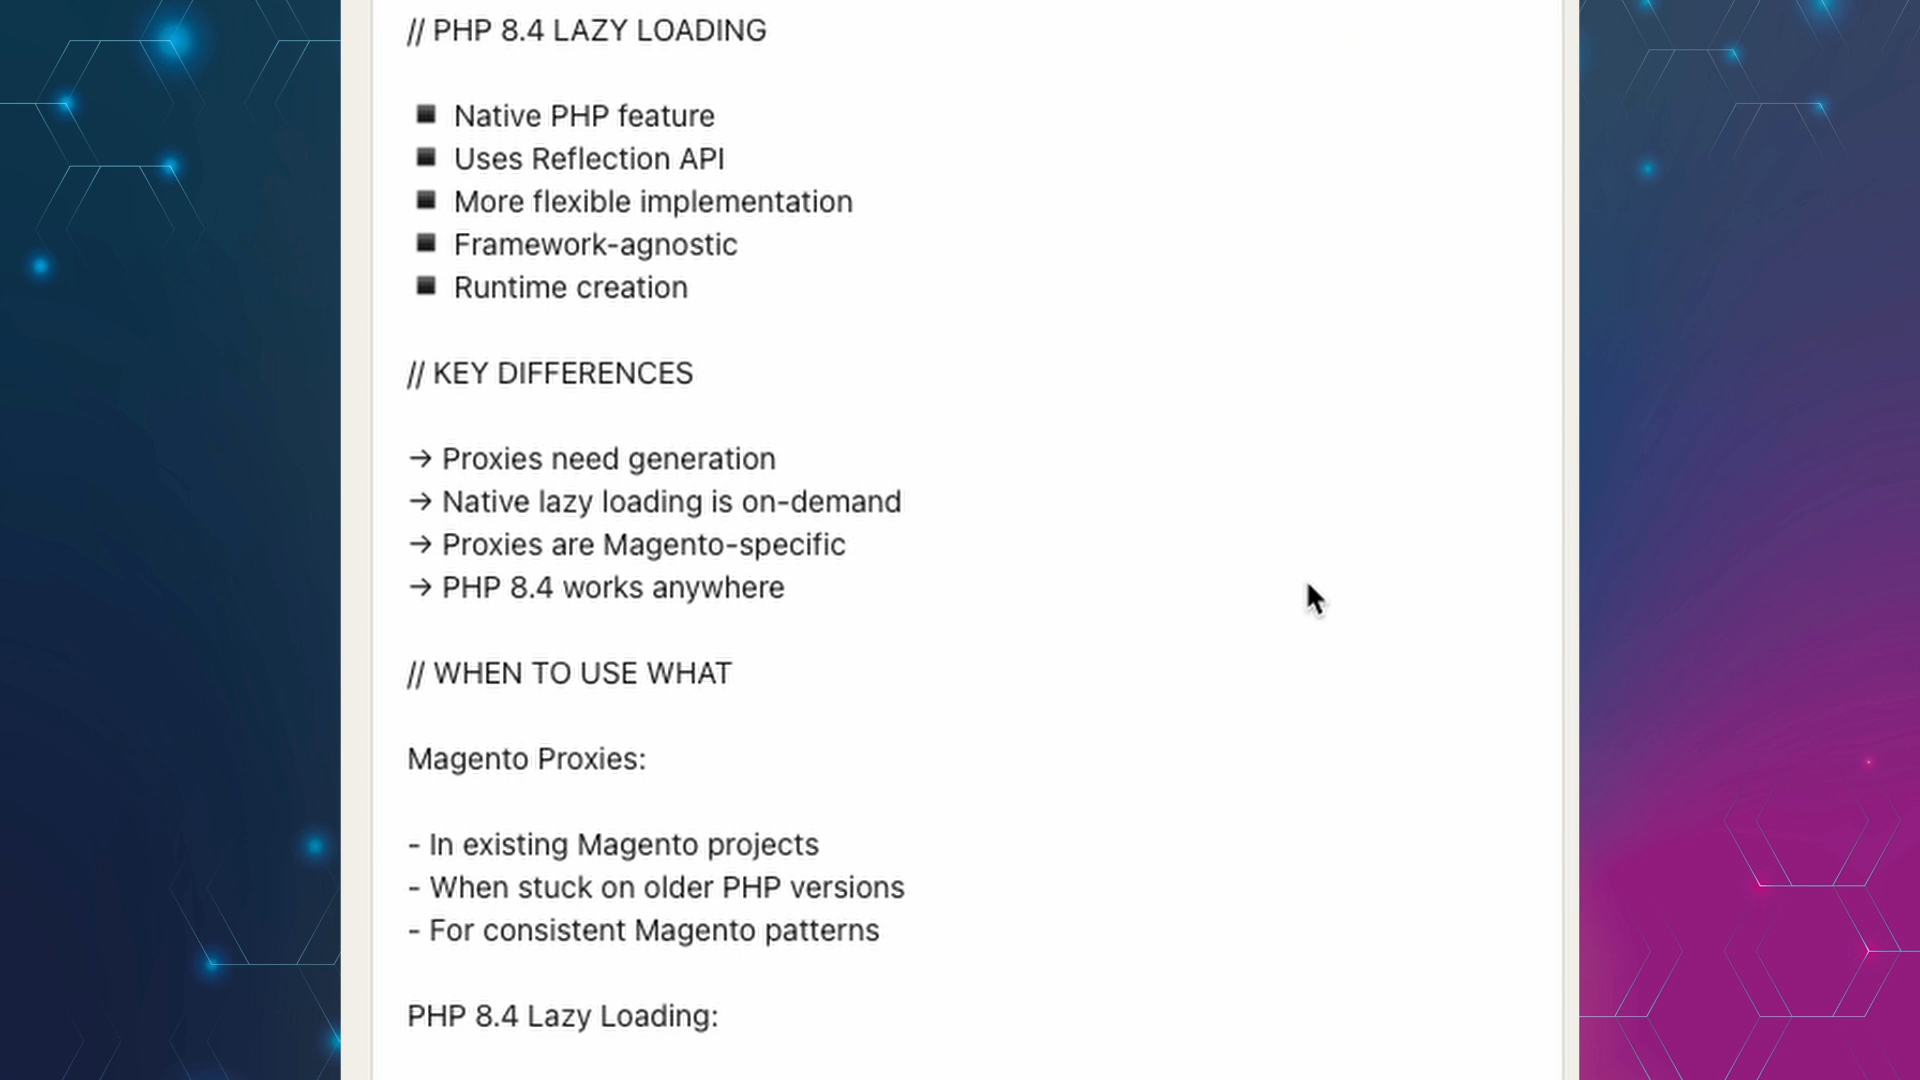 // PHP 8.4 LAZY LOADING
▪ Native PHP feature
▪ Uses Reflection API
▪ More flexible implementation
▪ Framework-agnostic
▪ Runtime creation
// KEY DIFFERENCES
→ Proxies need generation
→ Native lazy loading is on-demand
→ Proxies are Magento-specific
→ PHP 8.4 works anywhere
// WHEN TO USE WHAT
Magento Proxies:
- In existing Magento projects
- When stuck on older PHP versions
- For consistent Magento patterns
PHP 8.4 Lazy Loading: